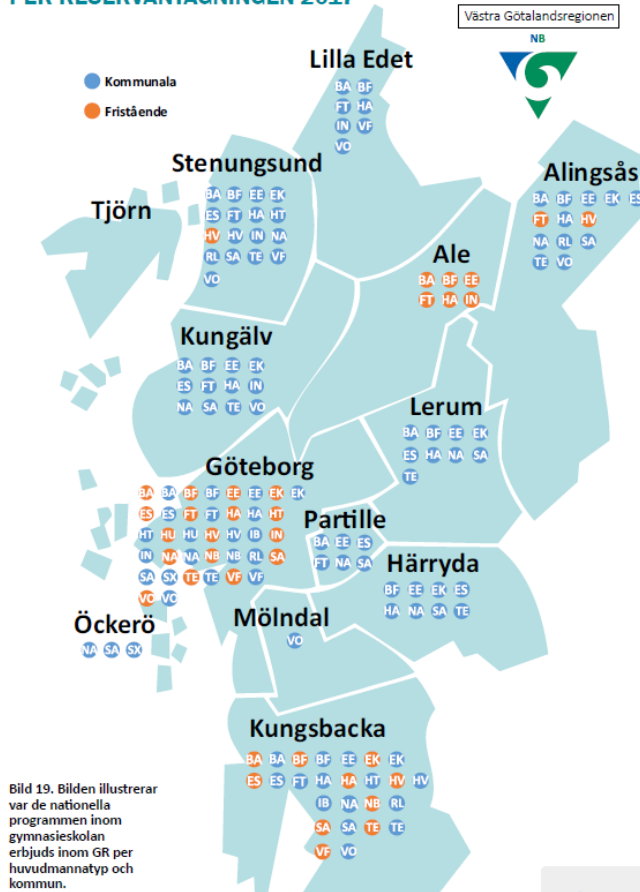 PER RESERVANTAGNINGEN 2017
Västra Götalandsregionen
NB
Kommunala
Fristående
Lilla Edet
BA BF
FT HA
IN VF
VO
Stenungsund
BA BF EE EK
ES FT HA HT
HV HV IN NA
RL SA TE VF
VO
Tjörn
Alingsås
BA BF EE EK ES
FT HA HV
NA RL SA
TE VO
Ale
BA BF EE
FT HA IN
Kungälv
BA BF EE EK
ES FT HA IN
NA SA TE VO
Lerum
BA BF EE EK
ES HA NA SA
TE
Göteborg
BA BA BF BF EE EE EK EK
ES ES FT FT HA HA HT
HT HU HU HV HV IB IN
IN NA NA NB NB RL SA
SA SX TE TE VF VF
VO VO
Partille
BA EE ES
FT NA SA
Härryda
BF EE EK ES
HA NA SA TE
Öckerö
NA SA SX
Mölndal
VO
Kungsbacka
BA BA BF BF EE EK EK
ES ES FT HA HA HT HV HV
IB NA NB RL
SA SA TE TE
VF VO
Bild 19. Bilden illustrerar
var de nationella
programmen inom
gymnasieskolan
erbjuds inom GR per
huvudmannatyp och
kommun.